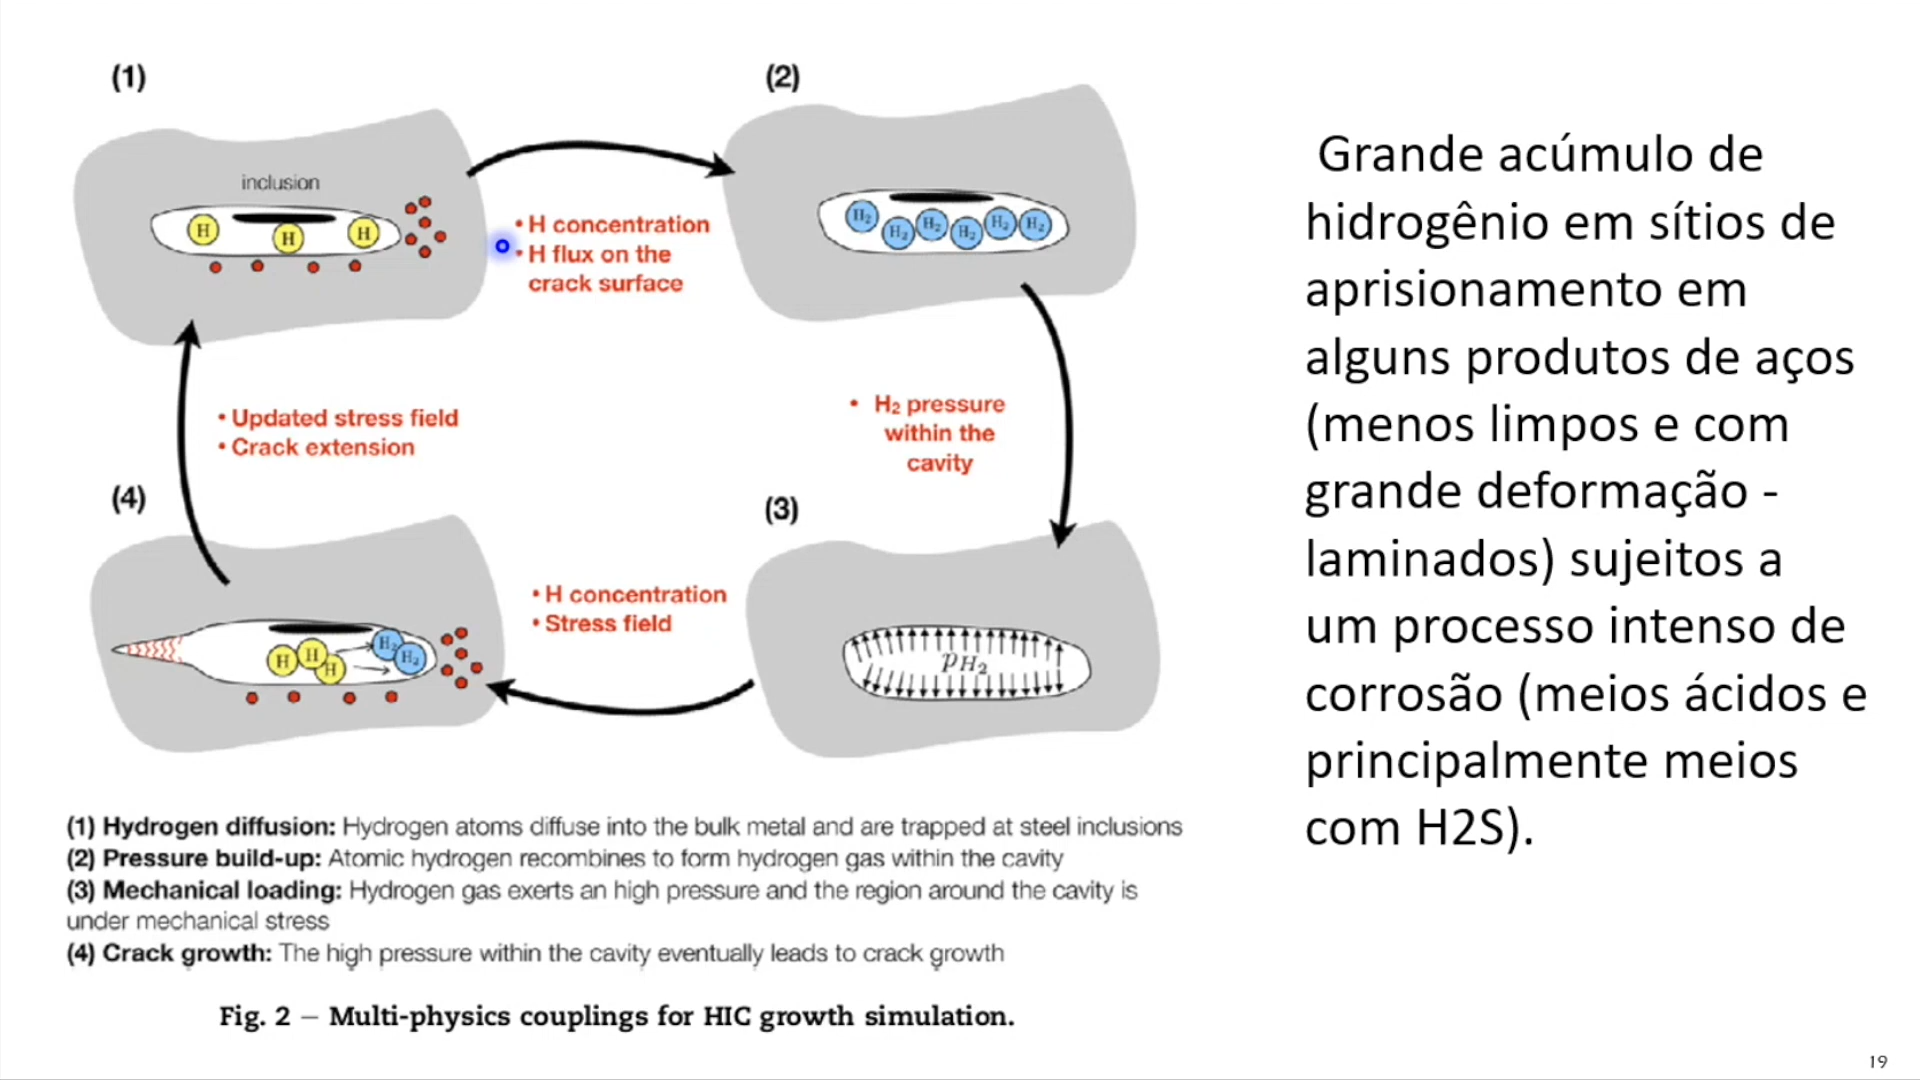 (1)
inclusion
H
H
H
• H concentration
• H flux on the
crack surface
(2)
H₂
H₂
H₂
H₂
H₂
H₂
• H₂ pressure
within the
cavity
(3)
pH₂
• H concentration
• Stress field
(4)
H
H
H
H₂
H₂
• Updated stress field
• Crack extension
(1) Hydrogen diffusion: Hydrogen atoms diffuse into the bulk metal and are trapped at steel inclusions
(2) Pressure build-up: Atomic hydrogen recombines to form hydrogen gas within the cavity
(3) Mechanical loading: Hydrogen gas exerts an high pressure and the region around the cavity is
under mechanical stress
(4) Crack growth: The high pressure within the cavity eventually leads to crack growth
Fig. 2 – Multi-physics couplings for HIC growth simulation.
Grande acúmulo de
hidrogênio em sítios de
aprisionamento em
alguns produtos de aços
(menos limpos e com
grande deformação -
laminados) sujeitos a
um processo intenso de
corrosão (meios ácidos e
principalmente meios
com H2S).
19